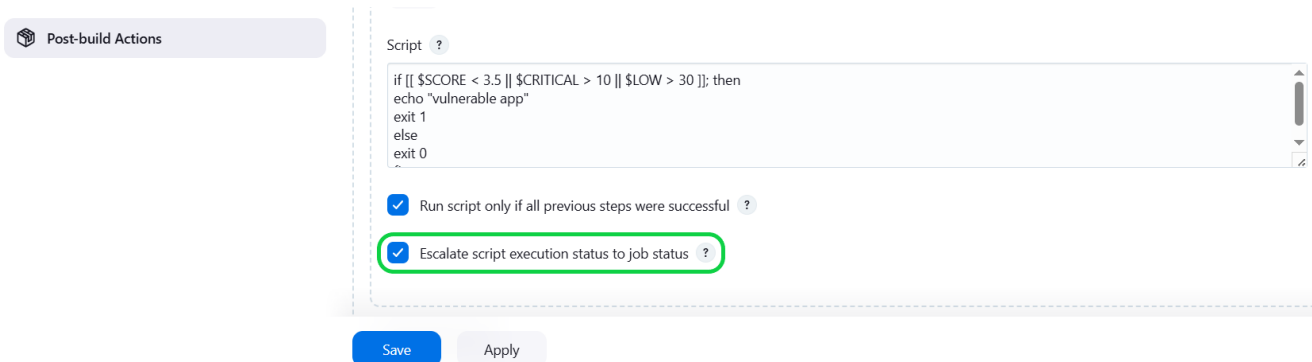 Post-build Actions
Script ?
if [[ $SCORE < 3.5 || $CRITICAL > 10 || $LOW > 30 ]]; then
echo "vulnerable app"
exit 1
else
exit 0
Run script only if all previous steps were successful ?
Escalate script execution status to job status ?
Save Apply